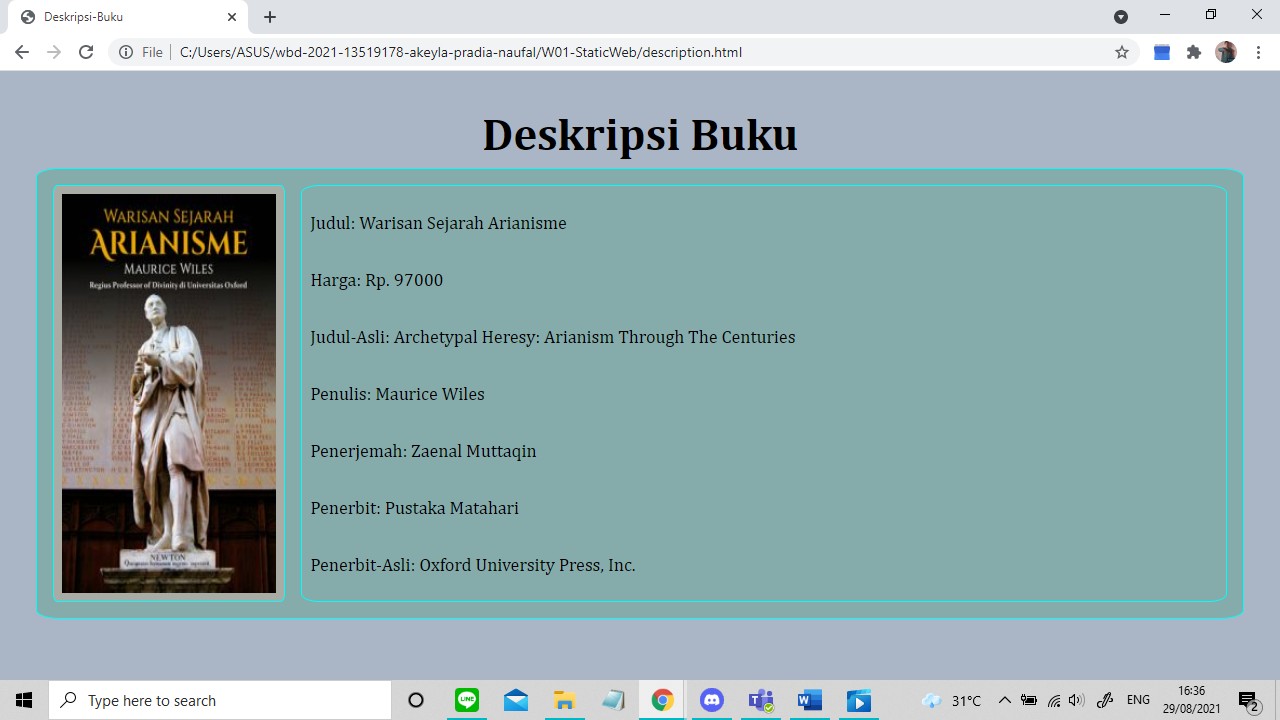 Deskripsi-Buku
File
C:/Users/ASUS/wbd-2021-13519178-akeyla-pradia-naufal/W01-StaticWeb/description.html
Deskripsi Buku
WARISAN SEJARAH
ARIANISME
MAURICE WILES
Regius Professor of Divinity di Universitas Oxford
NEWTON
Judul: Warisan Sejarah Arianisme
Harga: Rp. 97000
Judul-Asli: Archetypal Heresy: Arianism Through The Centuries
Penulis: Maurice Wiles
Penerjemah: Zaenal Muttaqin
Penerbit: Pustaka Matahari
Penerbit-Asli: Oxford University Press, Inc.
Type here to search
LINE
W
31°C
ENG
16:36
29/08/2021
2